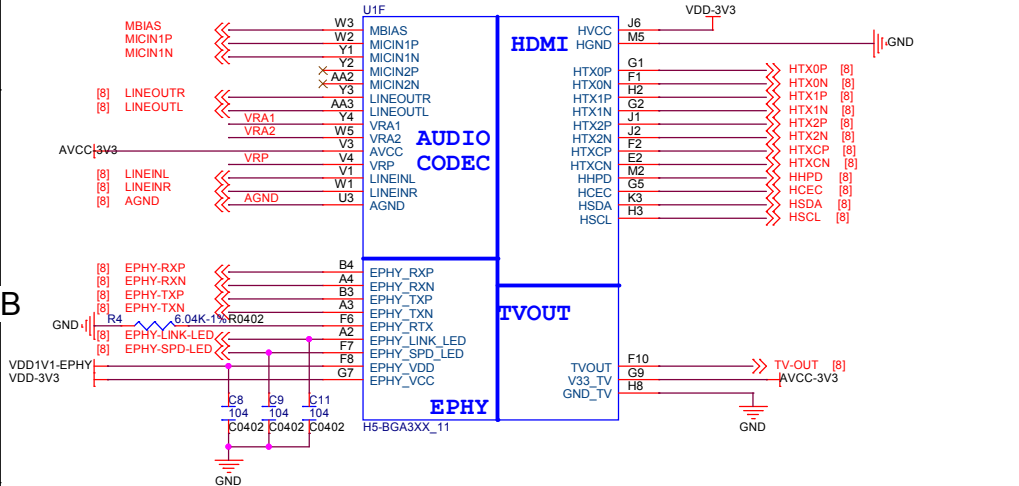 U1F
VDD-3V3
MBIAS W3 MBIAS
MICIN1P W2 MICIN1P
MICIN1N Y1 MICIN1N
Y2 MICIN2P
AA2 MICIN2N
[8] LINEOUTR Y3 LINEOUTR
[8] LINEOUTL AA3 LINEOUTL
VRA1 Y4 VRA1
VRA2 W5 VRA2
AVCC-3V3 V3 AVCC
VRP V4 VRP
[8] LINEINL V1 LINEINL
[8] LINEINR W1 LINEINR
[8] AGND AGND U3 AGND
AUDIO
CODEC
HDMI
HVCC J6
HGND M5 GND
HTX0P G1 HTX0P [8]
HTX0N F1 HTX0N [8]
HTX1P H2 HTX1P [8]
HTX1N G2 HTX1N [8]
HTX2P J1 HTX2P [8]
HTX2N J2 HTX2N [8]
HTXCP F2 HTXCP [8]
HTXCN E2 HTXCN [8]
HHPD M2 HHPD [8]
HCEC G5 HCEC [8]
HSDA K3 HSDA [8]
HSCL H3 HSCL [8]
B
[8] EPHY-RXP B4 EPHY_RXP
[8] EPHY-RXN A4 EPHY_RXN
[8] EPHY-TXP B3 EPHY_TXP
[8] EPHY-TXN A3 EPHY_TXN
GND R4 6.04K-1% R0402 F6 EPHY_RTX
[8] EPHY-LINK-LED A2 EPHY_LINK_LED
[8] EPHY-SPD-LED F7 EPHY_SPD_LED
VDD1V1-EPHY F8 EPHY_VDD
VDD-3V3 G7 EPHY_VCC
EPHY
TVOUT
TVOUT F10 TV-OUT [8]
V33_TV G9 AVCC-3V3
GND_TV H8
GND
C8 C9 C11
104 104 104
C0402 C0402 C0402
H5-BGA3XX_11
GND